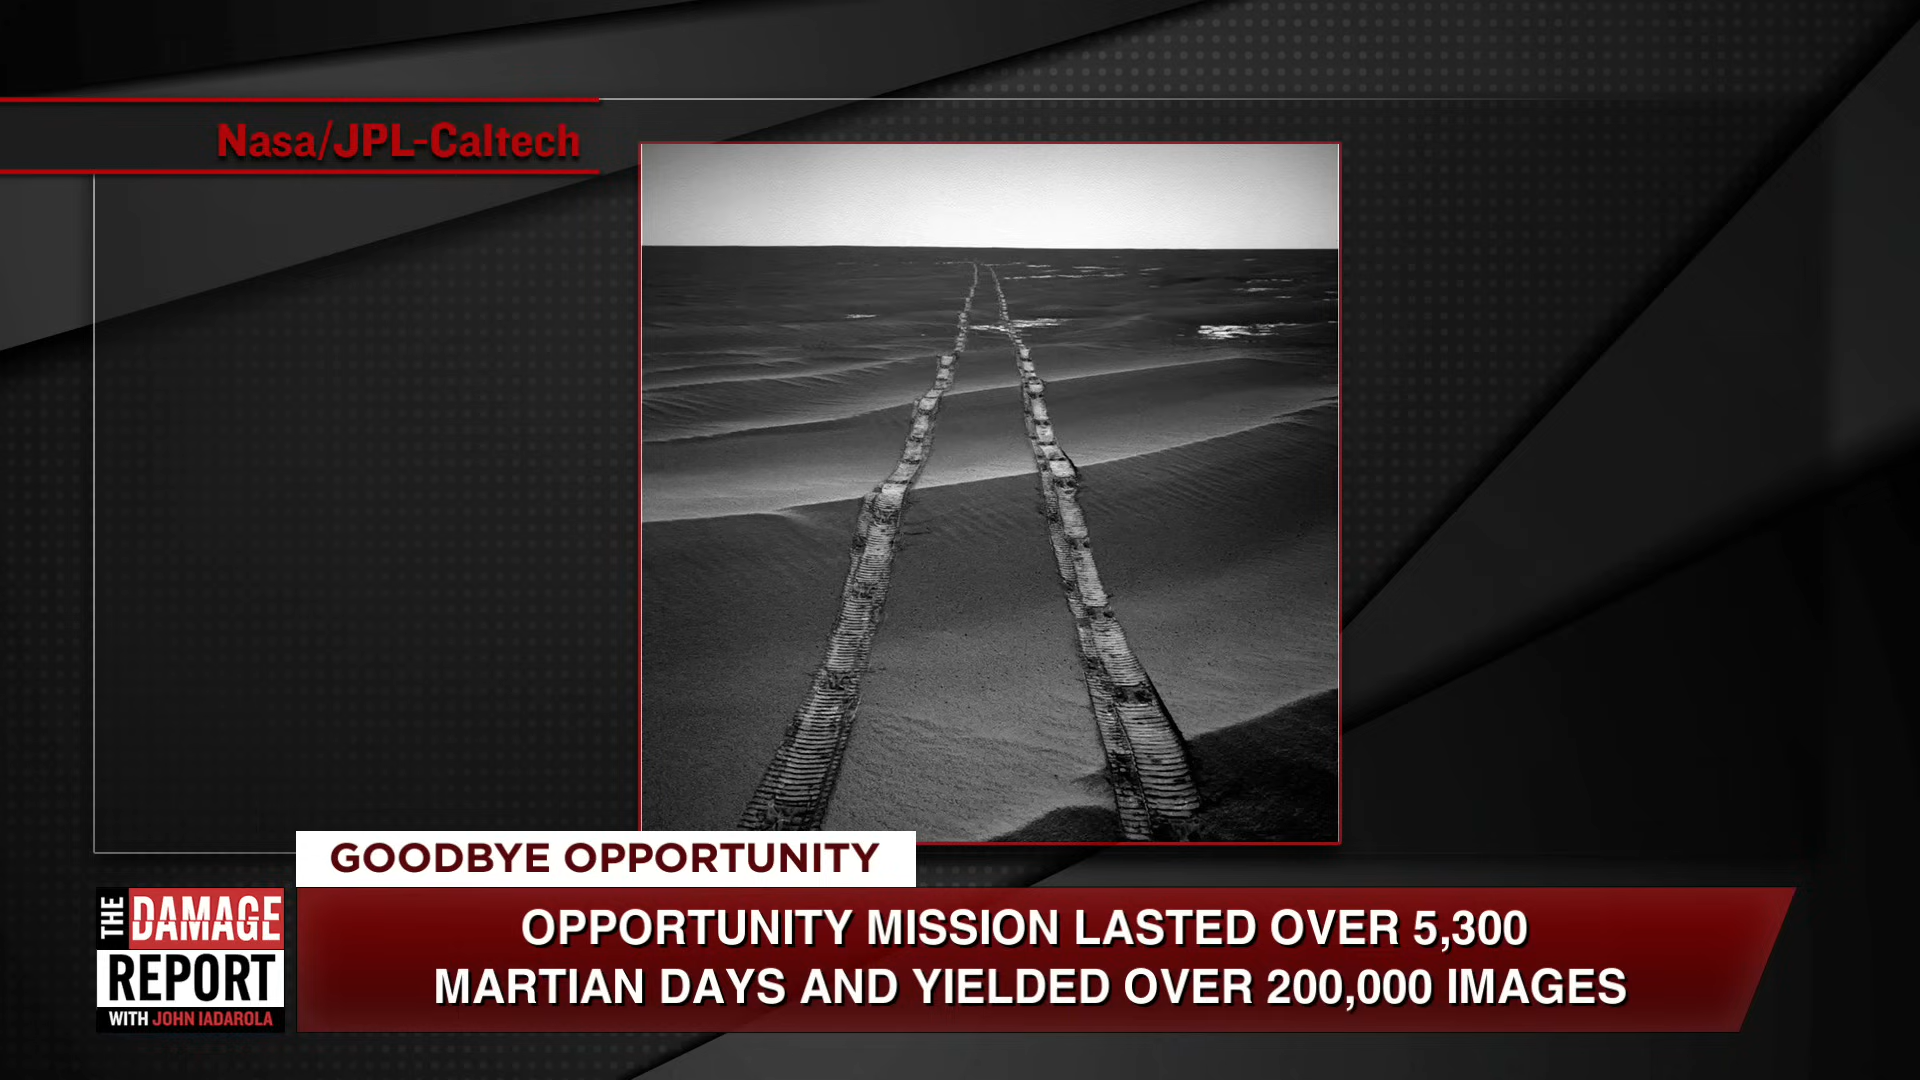 Nasa/JPL-Caltech
GOODBYE OPPORTUNITY
OPPORTUNITY MISSION LASTED OVER 5,300
MARTIAN DAYS AND YIELDED OVER 200,000 IMAGES
THE
DAMAGE
REPORT
WITH JOHN IADAROLA